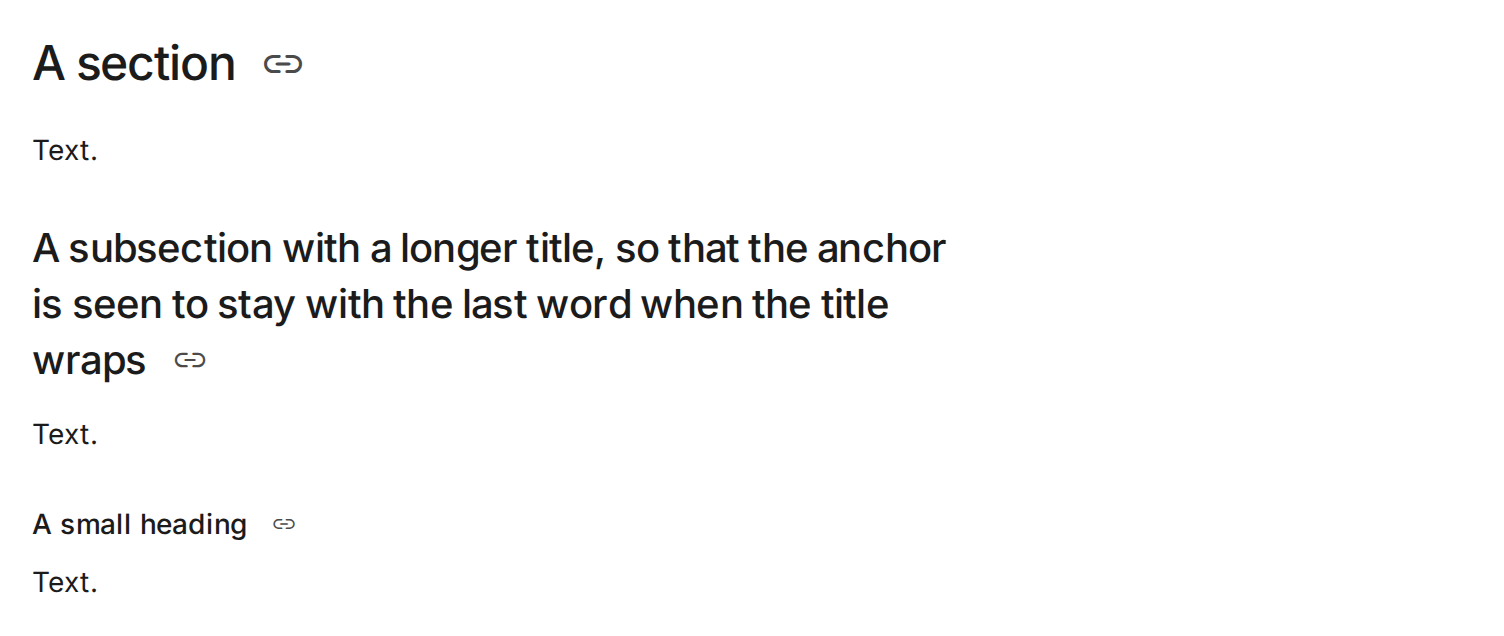 A section
Text.
A subsection with a longer title, so that the anchor
is seen to stay with the last word when the title
wraps
Text.
A small heading
Text.